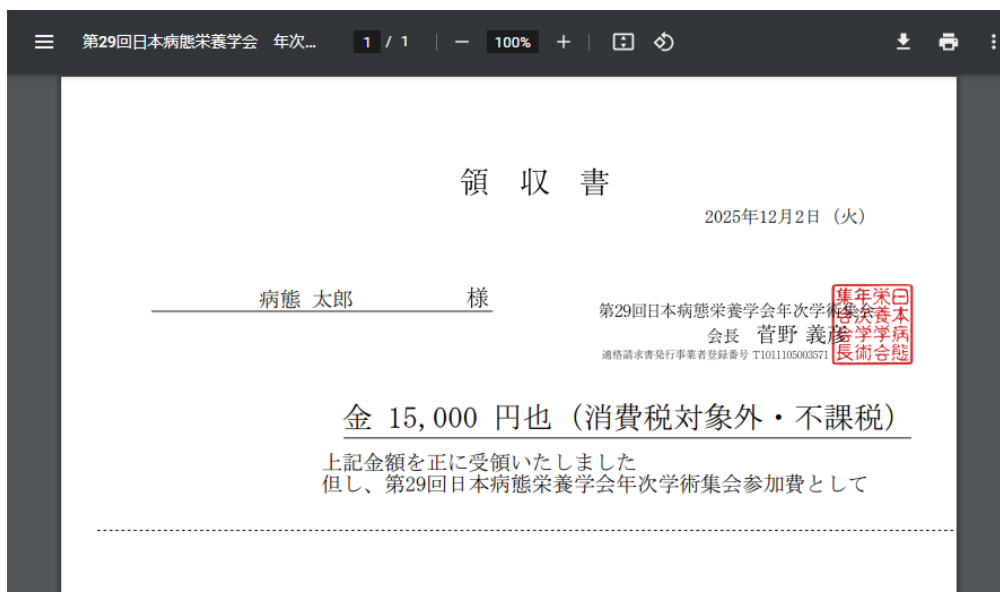 第29回日本病態栄養学会　年次...
1 / 1
100%
領 収 書
2025年12月2日（火）
病態 太郎 様
第29回日本病態栄養学会年次学術集会
会長 菅野 義彦
適格請求書発行事業者登録番号 T1011105003571
日本病態
栄養学会
年次学術
集会会長
金 15,000 円也（消費税対象外・不課税）
上記金額を正に受領いたしました
但し、第29回日本病態栄養学会年次学術集会参加費として